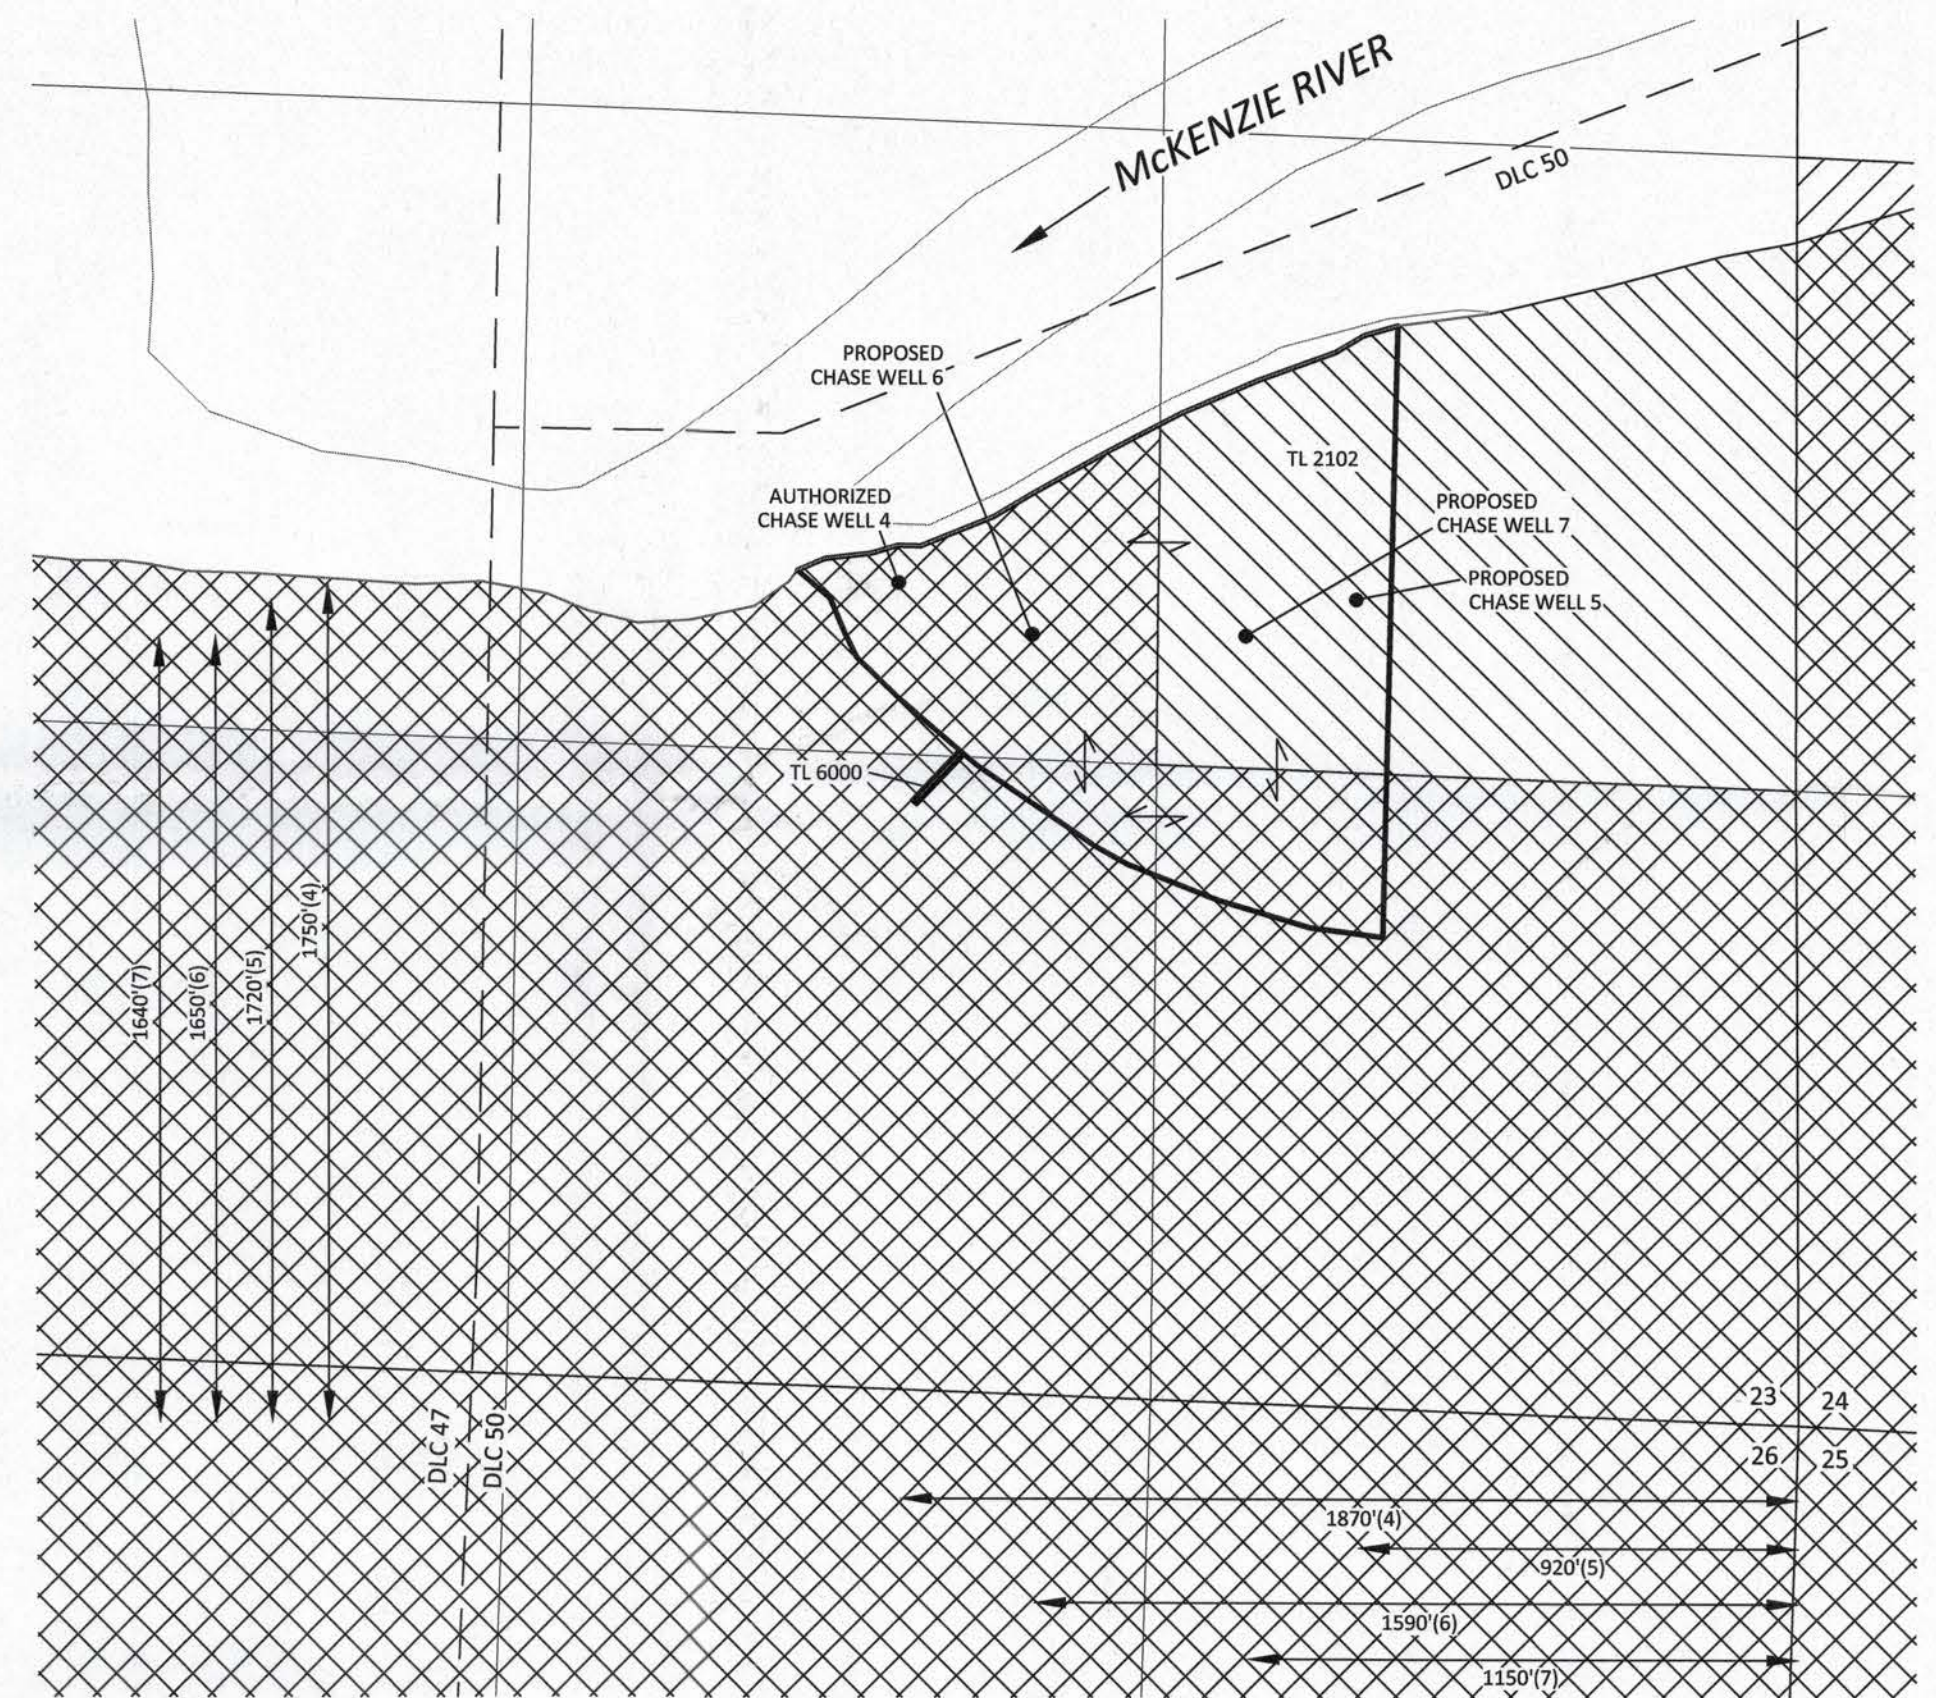 McKENZIE RIVER
DLC 50
PROPOSED
CHASE WELL 6
TL 2102
AUTHORIZED
CHASE WELL 4
PROPOSED
CHASE WELL 7
PROPOSED
CHASE WELL 5
TL 6000
1640'(7)
1650'(6)
1720'(5)
1750'(4)
23
24
26
25
DLC 47
DLC 50
1870'(4)
920'(5)
1590'(6)
1150'(7)